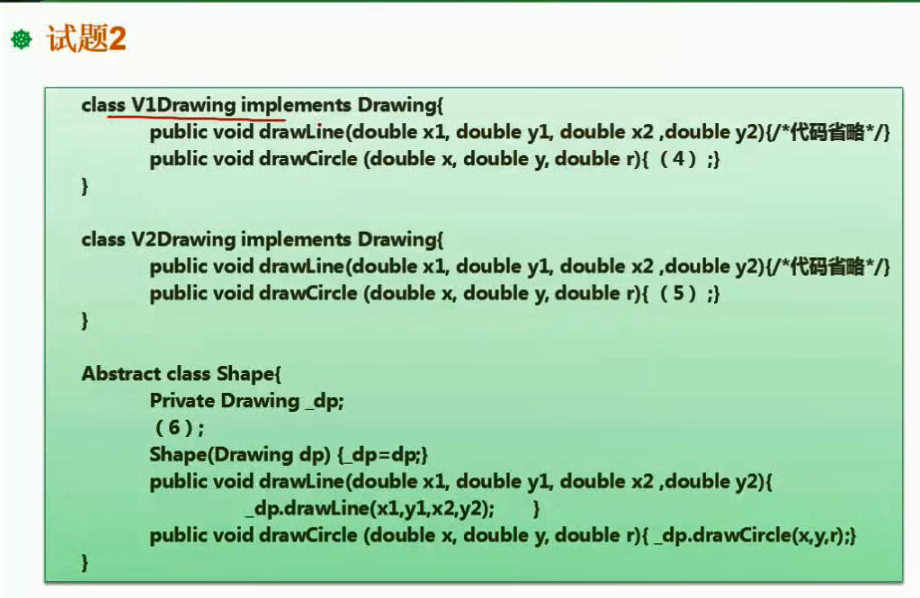 试题2
class V1Drawing implements Drawing{
public void drawLine(double x1, double y1, double x2 ,double y2){/*代码省略*/}
public void drawCircle (double x, double y, double r){（4）;}
}
class V2Drawing implements Drawing{
public void drawLine(double x1, double y1, double x2 ,double y2){/*代码省略*/}
public void drawCircle (double x, double y, double r){（5）;}
}
Abstract class Shape{
Private Drawing _dp;
（6）;
Shape(Drawing dp) {_dp=dp;}
public void drawLine(double x1, double y1, double x2 ,double y2){
_dp.drawLine(x1,y1,x2,y2); }
public void drawCircle (double x, double y, double r){ _dp.drawCircle(x,y,r);}
}